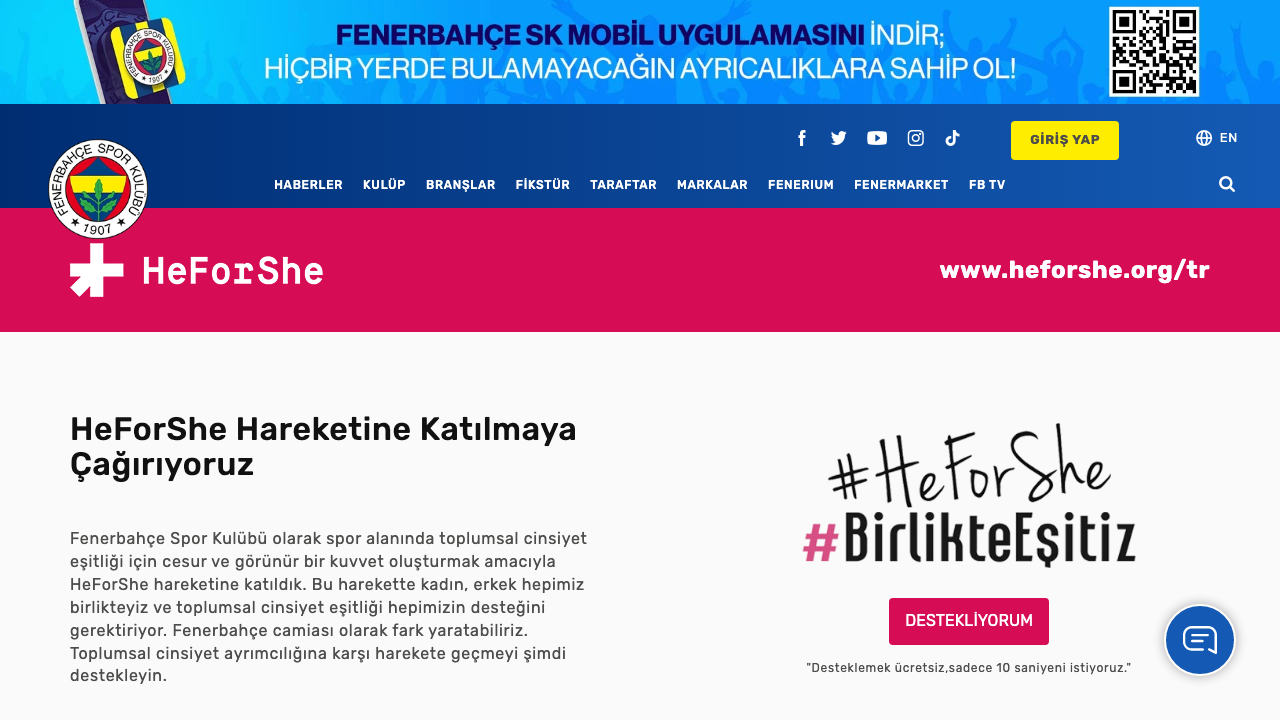 FENERBAHÇE SK MOBİL UYGULAMASINI İNDİR;
HİÇBİR YERDE BULAMAYACAĞIN AYRICALIKLARA SAHİP OL!
GİRİŞ YAP
EN
FENERBAHÇE SPOR KULÜBÜ
1907
HABERLER KULÜP BRANŞLAR FİKSTÜR TARAFTAR MARKALAR FENERIUM FENERMARKET FB TV
HeForShe
www.heforshe.org/tr
HeForShe Hareketine Katılmaya
Çağırıyoruz
Fenerbahçe Spor Kulübü olarak spor alanında toplumsal cinsiyet
eşitliği için cesur ve görünür bir kuvvet oluşturmak amacıyla
HeForShe hareketine katıldık. Bu harekette kadın, erkek hepimiz
birlikteyiz ve toplumsal cinsiyet eşitliği hepimizin desteğini
gerektiriyor. Fenerbahçe camiası olarak fark yaratabiliriz.
Toplumsal cinsiyet ayrımcılığına karşı harekete geçmeyi şimdi
destekleyin.
#HeForShe
#BirlikteEşitiz
DESTEKLİYORUM
"Desteklemek ücretsiz,sadece 10 saniyeni istiyoruz."